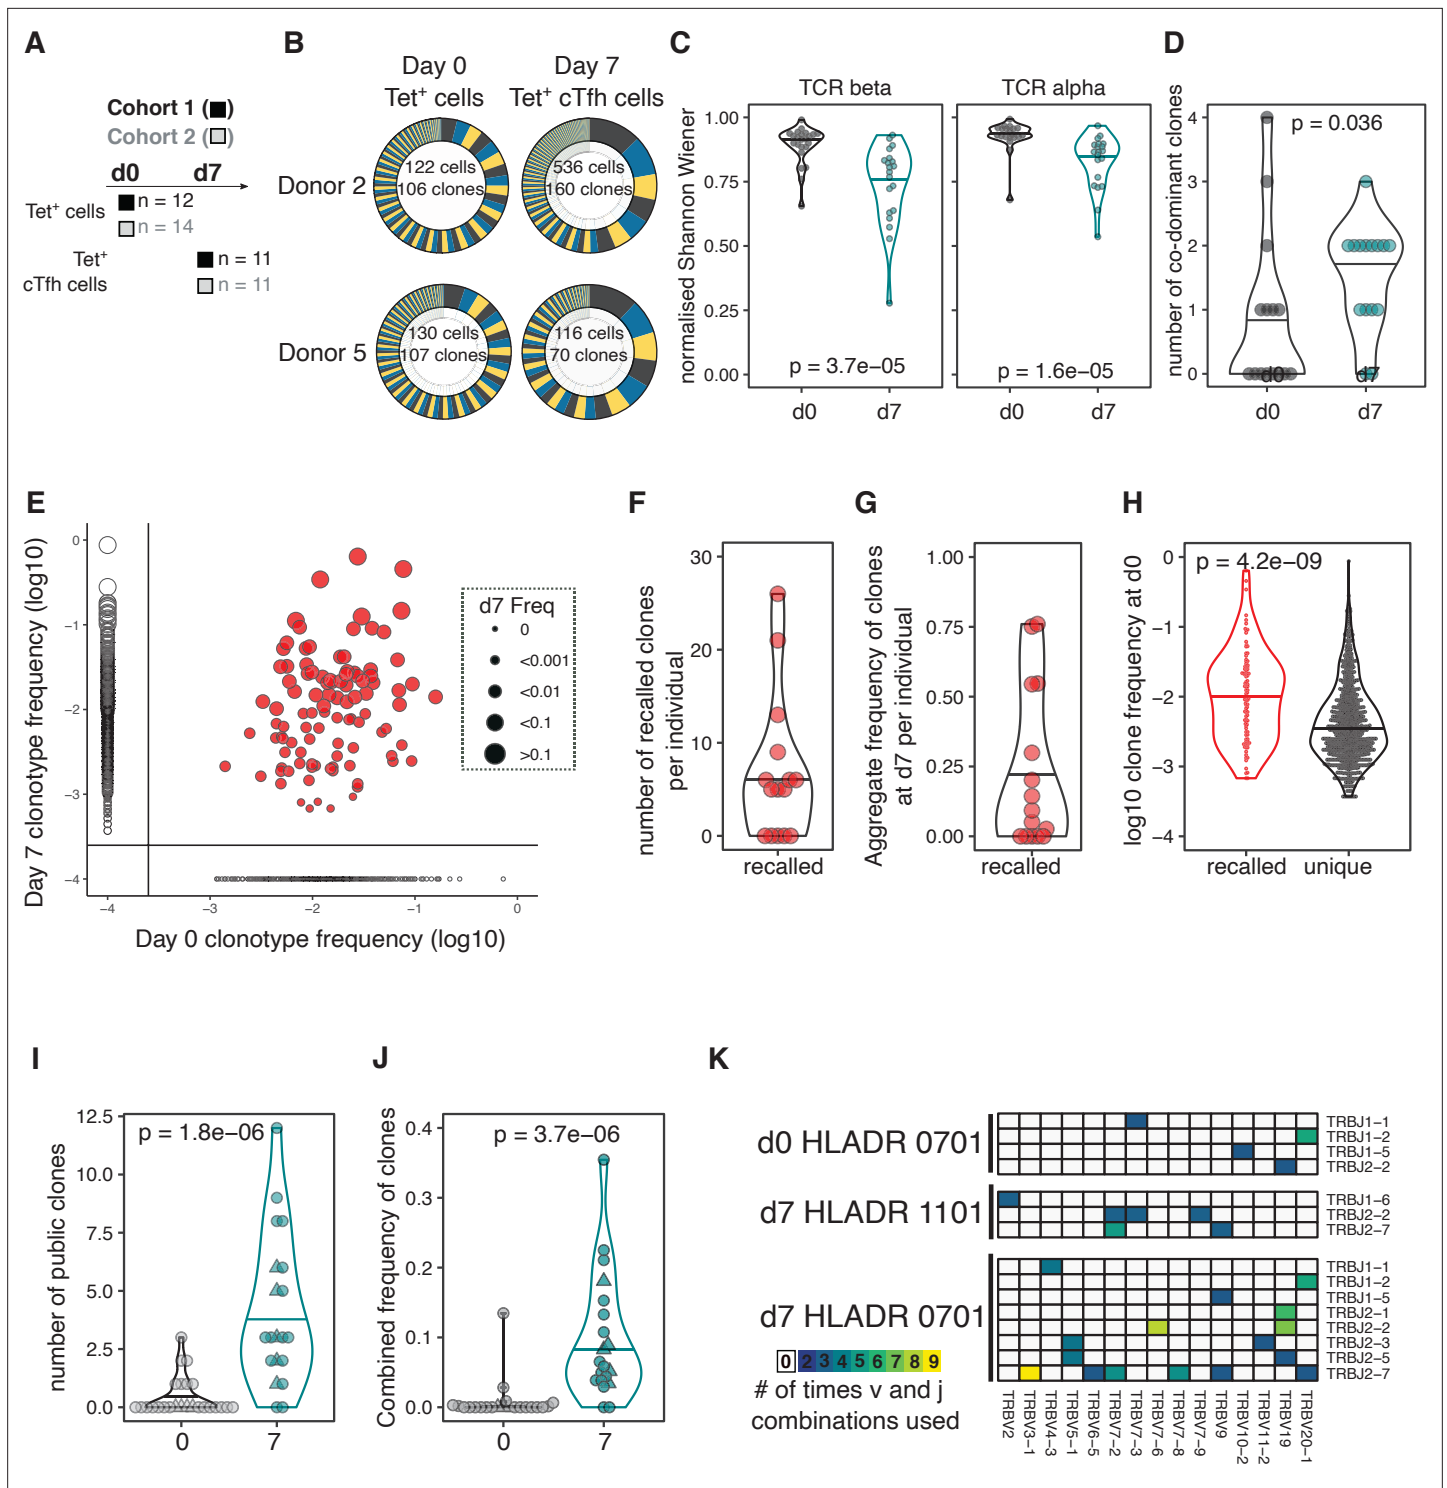 A
Cohort 1 (■)
Cohort 2 (□)
d0 d7
Tet⁺ cells
n = 12
n = 14
Tet⁺
cTfh cells
n = 11
n = 11
B
Day 0
Tet⁺ cells
Day 7
Tet⁺ cTfh cells
Donor 2
122 cells
106 clones
536 cells
160 clones
Donor 5
130 cells
107 clones
116 cells
70 clones
C
TCR beta
TCR alpha
normalised Shannon Wiener
1.00
0.75
0.50
0.25
0.00
p = 3.7e−05
p = 1.6e−05
d0 d7
d0 d7
D
number of co-dominant clones
4
3
2
1
0
p = 0.036
d0 d7
d0 d7
E
Day 7 clonotype frequency (log10)
0
−1
−2
−3
−4
−4 −3 −2 −1 0
Day 0 clonotype frequency (log10)
d7 Freq
0
<0.001
<0.01
<0.1
>0.1
F
number of recalled clones
per individual
30
20
10
0
recalled
G
Aggregate frequency of clones
at d7 per individual
1.00
0.75
0.50
0.25
0.00
recalled
H
log10 clone frequency at d0
0
−1
−2
−3
−4
p = 4.2e−09
recalled unique
I
number of public clones
12.5
10.0
7.5
5.0
2.5
0.0
p = 1.8e−06
0 7
J
Combined frequency of clones
0.4
0.3
0.2
0.1
0.0
p = 3.7e−06
0 7
K
d0 HLADR 0701
TRBJ1−1
TRBJ1−2
TRBJ1−5
TRBJ2−2
d7 HLADR 1101
TRBJ1−6
TRBJ2−2
TRBJ2−7
d7 HLADR 0701
TRBJ1−1
TRBJ1−2
TRBJ1−5
TRBJ2−1
TRBJ2−2
TRBJ2−3
TRBJ2−5
TRBJ2−7
0 2 3 4 5 6 7 8 9
# of times v and j
combinations used
TRBV2
TRBV3−1
TRBV4−3
TRBV5−1
TRBV6−5
TRBV7−2
TRBV7−3
TRBV7−6
TRBV7−8
TRBV7−9
TRBV9
TRBV10−2
TRBV11−2
TRBV19
TRBV20−1